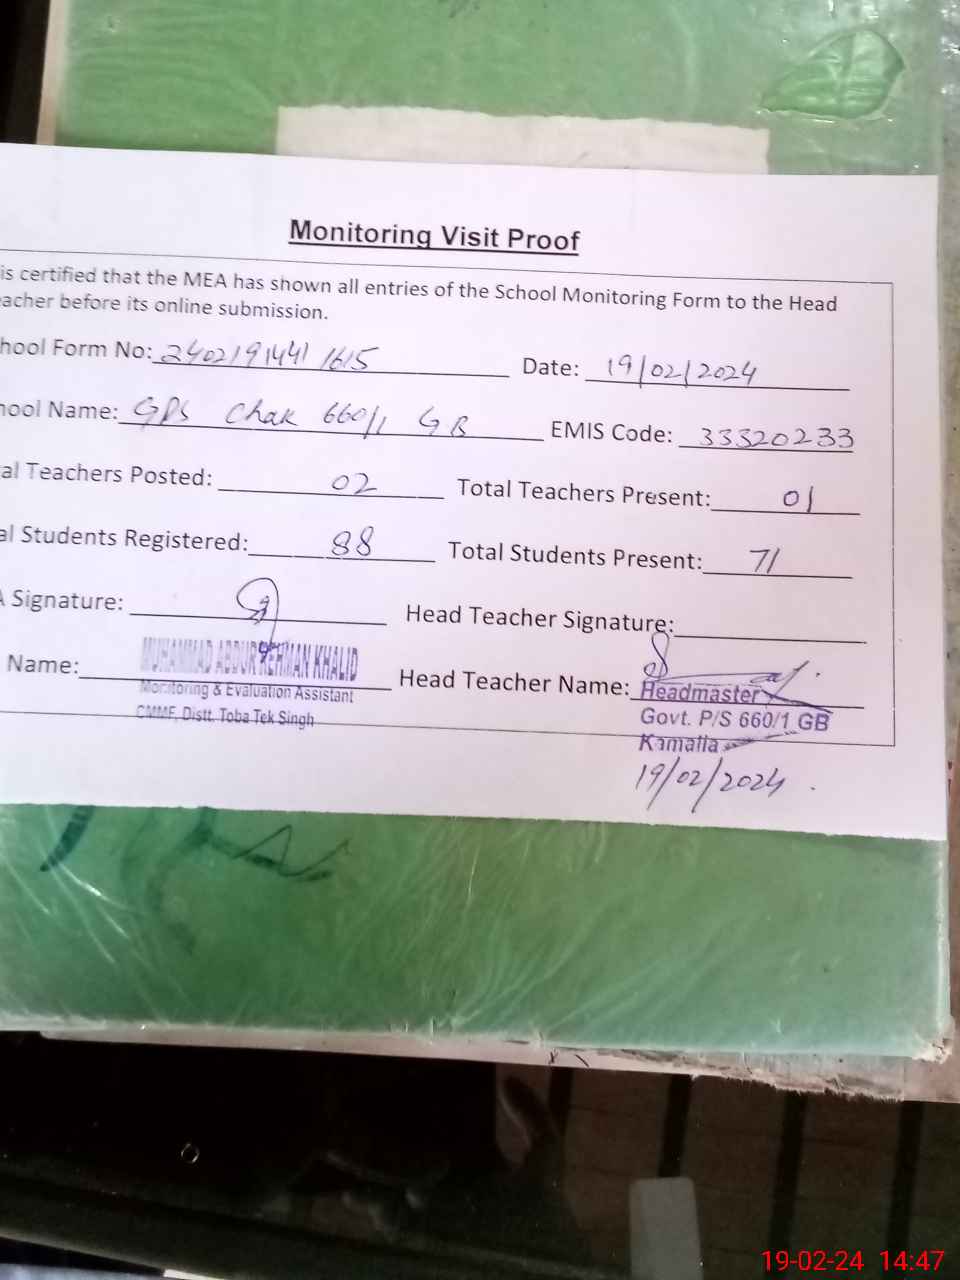 Monitoring Visit Proof
is certified that the MEA has shown all entries of the School Monitoring Form to the Head
eacher before its online submission.
hool Form No: 24021914411615 Date: 19/02/2024
hool Name: GPS Chak 660/1 GB EMIS Code: 33320233
al Teachers Posted: 02 Total Teachers Present: 01
al Students Registered: 88 Total Students Present: 71
A Signature: Head Teacher Signature:
Name: MUHAMMAD ABDUR REHMAN KHALID Head Teacher Name: Headmaster
Monitoring & Evaluation Assistant
CMMF, Distt. Toba Tek Singh
Govt. P/S 660/1 GB
Kamalia
19/02/2024
19-02-24 14:47